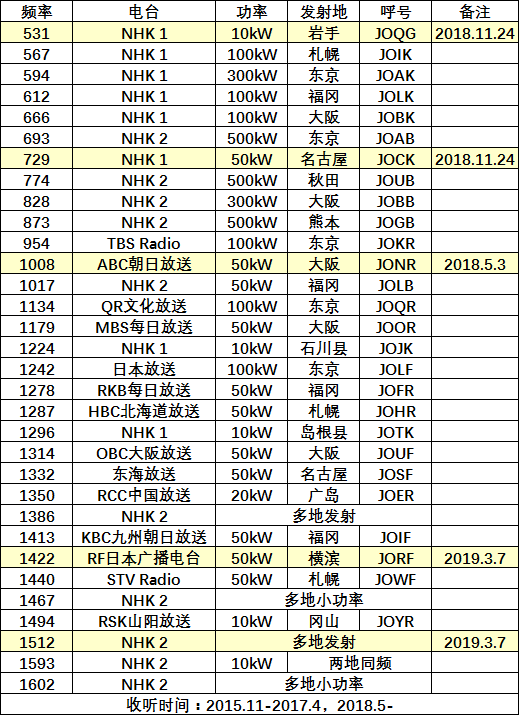 频率 电台 功率 发射地 呼号 备注
531 NHK 1 10kW 岩手 JOQG 2018.11.24
567 NHK 1 100kW 札幌 JOIK
594 NHK 1 300kW 东京 JOAK
612 NHK 1 100kW 福冈 JOLK
666 NHK 1 100kW 大阪 JOBK
693 NHK 2 500kW 东京 JOAB
729 NHK 1 50kW 名古屋 JOCK 2018.11.24
774 NHK 2 500kW 秋田 JOUB
828 NHK 2 300kW 大阪 JOBB
873 NHK 2 500kW 熊本 JOGB
954 TBS Radio 100kW 东京 JOKR
1008 ABC朝日放送 50kW 大阪 JONR 2018.5.3
1017 NHK 2 50kW 福冈 JOLB
1134 QR文化放送 100kW 东京 JOQR
1179 MBS每日放送 50kW 大阪 JOOR
1224 NHK 1 10kW 石川县 JOJK
1242 日本放送 100kW 东京 JOLF
1278 RKB每日放送 50kW 福冈 JOFR
1287 HBC北海道放送 50kW 札幌 JOHR
1296 NHK 1 10kW 岛根县 JOTK
1314 OBC大阪放送 50kW 大阪 JOUF
1332 东海放送 50kW 名古屋 JOSF
1350 RCC中国放送 20kW 广岛 JOER
1386 NHK 2 多地发射
1413 KBC九州朝日放送 50kW 福冈 JOIF
1422 RF日本广播电台 50kW 横滨 JORF 2019.3.7
1440 STV Radio 50kW 札幌 JOWF
1467 NHK 2 多地小功率
1494 RSK山阳放送 10kW 冈山 JOYR
1512 NHK 2 多地发射 2019.3.7
1593 NHK 2 10kW 两地同频
1602 NHK 2 多地小功率
收听时间：2015.11-2017.4，2018.5-